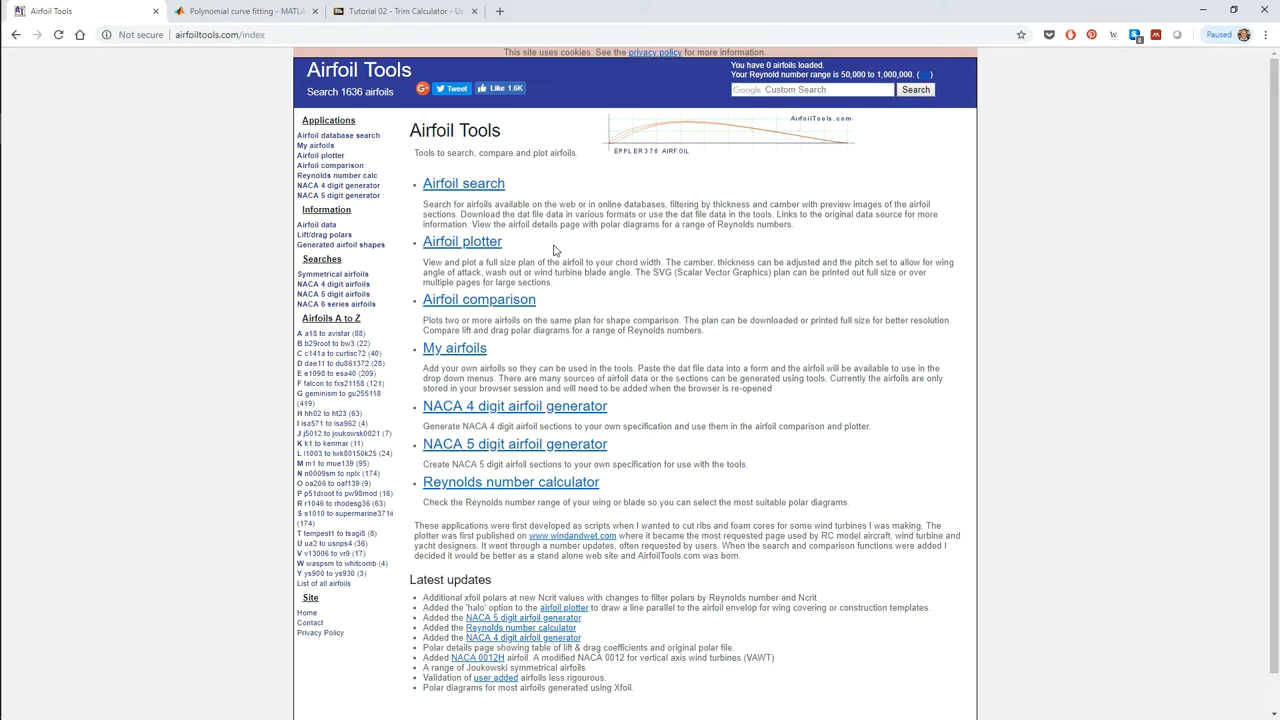 Airfoil Tools
Polynomial curve fitting - MATLA
Tutorial 02 - Trim Calculator - Us
Not secure
airfoiltools.com/index
Paused
This site uses cookies. See the privacy policy for more information.
Airfoil Tools
Search 1636 airfoils
Tweet
Like 1.6K
You have 0 airfoils loaded.
Your Reynold number range is 50,000 to 1,000,000. ( )
Google Custom Search
Search
Applications
Airfoil database search
My airfoils
Airfoil plotter
Airfoil comparison
Reynolds number calc
NACA 4 digit generator
NACA 5 digit generator
Information
Airfoil data
Lift/drag polars
Generated airfoil shapes
Searches
Symmetrical airfoils
NACA 4 digit airfoils
NACA 5 digit airfoils
NACA 6 series airfoils
Airfoils A to Z
A a18 to avistar (88)
B b29root to bw3 (22)
C c141a to curtisc72 (40)
D dae11 to du861372 (28)
E e1098 to esa40 (209)
F falcon to fxs21158 (121)
G geminism to gu255118
(419)
H hh02 to ht23 (63)
I isa571 to isa962 (4)
J j5012 to joukowsk0021 (7)
K k1 to kenmar (11)
L l1003 to lwk80150k25 (24)
M m1 to mue139 (95)
N n0009sm to nplx (174)
O oa206 to oaf139 (9)
P p51droot to pw98mod (16)
R r1046 to rhodesg36 (63)
S s1010 to supermarine371ii
(174)
T tempest1 to tsagi8 (8)
U ua2 to usnps4 (36)
V v13006 to vr9 (17)
W waspsm to whitcomb (4)
Y ys900 to ys930 (3)
List of all airfoils
Site
Home
Contact
Privacy Policy
Airfoil Tools
AirfoilTools.com
EPPLER 376 AIRFOIL
Tools to search, compare and plot airfoils.
• Airfoil search
Search for airfoils available on the web or in online databases, filtering by thickness and camber with preview images of the airfoil
sections. Download the dat file data in various formats or use the dat file data in the tools. Links to the original data source for more
information. View the airfoil details page with polar diagrams for a range of Reynolds numbers.
• Airfoil plotter
View and plot a full size plan of the airfoil to your chord width. The camber, thickness can be adjusted and the pitch set to allow for wing
angle of attack, wash out or wind turbine blade angle. The SVG (Scalar Vector Graphics) plan can be printed out full size or over
multiple pages for large sections.
• Airfoil comparison
Plots two or more airfoils on the same plan for shape comparison. The plan can be downloaded or printed full size for better resolution.
Compare lift and drag polar diagrams for a range of Reynolds numbers.
• My airfoils
Add your own airfoils so they can be used in the tools. Paste the dat file data into a form and the airfoil will be available to use in the
drop down menus. There are many sources of airfoil data or the sections can be generated using tools. Currently the airfoils are only
stored in your browser session and will need to be added when the browser is re-opened
• NACA 4 digit airfoil generator
Generate NACA 4 digit airfoil sections to your own specification and use them in the airfoil comparison and plotter.
• NACA 5 digit airfoil generator
Create NACA 5 digit airfoil sections to your own specification for use with the tools.
• Reynolds number calculator
Check the Reynolds number range of your wing or blade so you can select the most suitable polar diagrams.
These applications were first developed as scripts when I wanted to cut ribs and foam cores for some wind turbines I was making. The
plotter was first published on www.windandwet.com where it became the most requested page used by RC model aircraft, wind turbine and
yacht designers. It went through a number updates, often requested by users. When the search and comparison functions were added I
decided it would be better as a stand alone web site and AirfoilTools.com was born.
Latest updates
• Additional xfoil polars at new Ncrit values with changes to filter polars by Reynolds number and Ncrit
• Added the 'halo' option to the airfoil plotter to draw a line parallel to the airfoil envelop for wing covering or construction templates.
• Added the NACA 5 digit airfoil generator
• Added the Reynolds number calculator
• Added the NACA 4 digit airfoil generator
• Polar details page showing table of lift & drag coefficients and original polar file.
• Added NACA 0012H airfoil. A modified NACA 0012 for vertical axis wind turbines (VAWT)
• A range of Joukowski symmetrical airfoils.
• Validation of user added airfoils less rigourous.
• Polar diagrams for most airfoils generated using Xfoil.